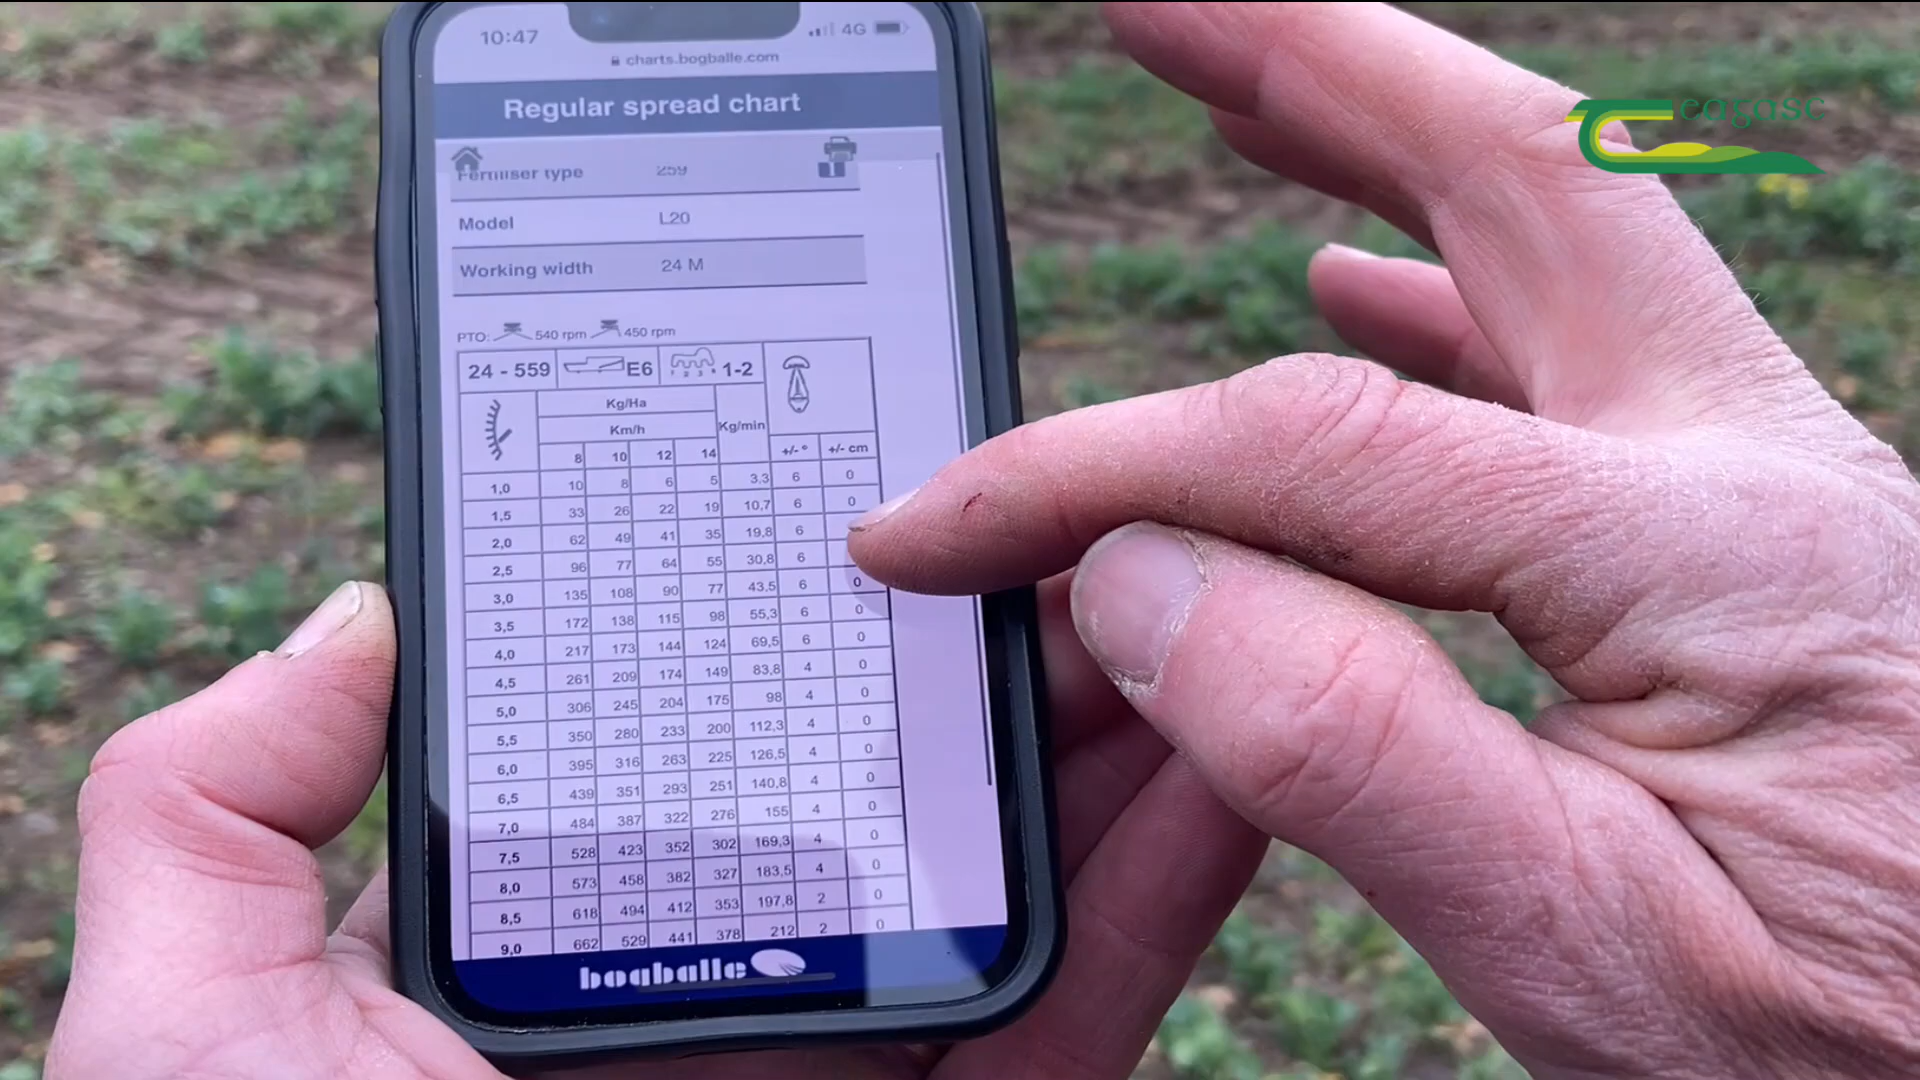 10:47 4G
charts.bogballe.com
Regular spread chart
Teagasc
Fertiliser type 259
Model L20
Working width 24 M
PTO: 540 rpm 450 rpm
24 - 559 E6 1 2 3 4 1-2
Kg/Ha
Km/h Kg/min
8 10 12 14 +/- ° +/- cm
1,0 10 8 6 5 3.3 6 0
1,5 33 26 22 19 10,7 6 0
2,0 62 49 41 35 19,8 6
2,5 96 77 64 55 30,8 6
3,0 135 108 90 77 43,5 6 0
3,5 172 138 115 98 55,3 6 0
4,0 217 173 144 124 69,5 6 0
4,5 261 209 174 149 83,8 4 0
5,0 306 245 204 175 98 4 0
5,5 350 280 233 200 112,3 4 0
6,0 395 316 263 225 126,5 4 0
6,5 439 351 293 251 140,8 4 0
7,0 484 387 322 276 155 4 0
7,5 528 423 352 302 169,3 4 0
8,0 573 458 382 327 183,5 4 0
8,5 618 494 412 353 197,8 2 0
9,0 662 529 441 378 212 2 0
bogballe